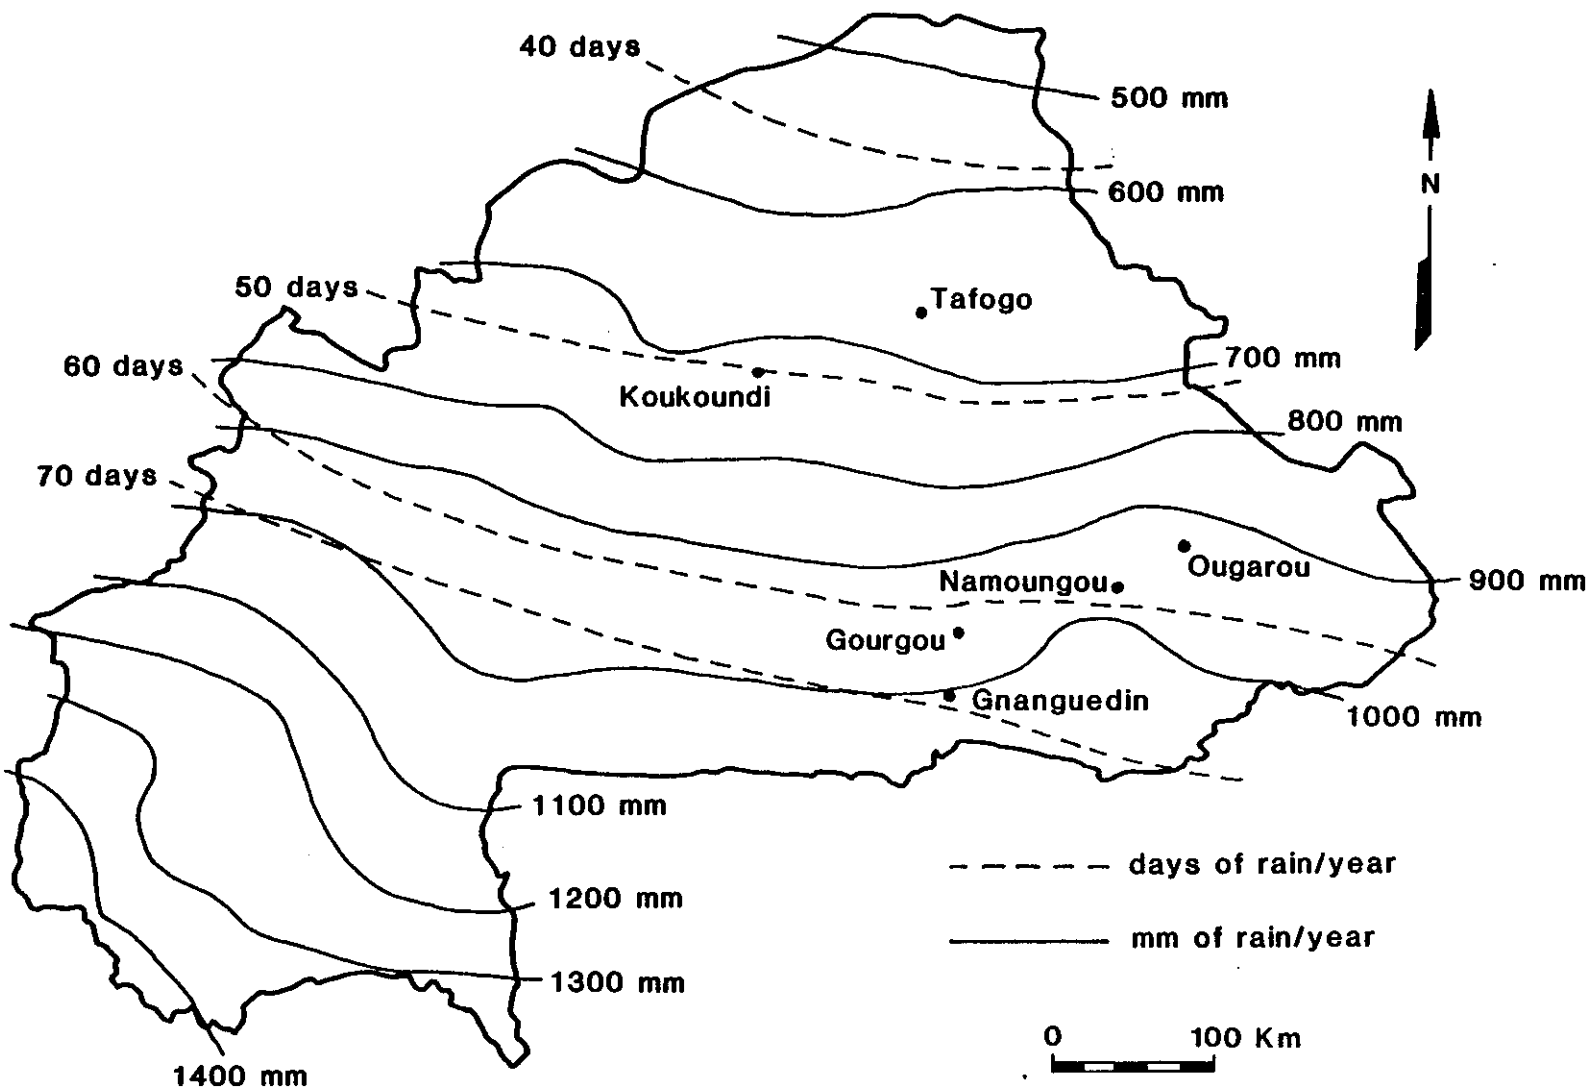 40 days
500 mm
600 mm
N
50 days
Tafogo
60 days
700 mm
Koukoundi
800 mm
70 days
Ougarou
Namoungou
900 mm
Gourgou
Gnanguedin
1000 mm
1100 mm
days of rain/year
1200 mm
mm of rain/year
1300 mm
0 100 Km
1400 mm